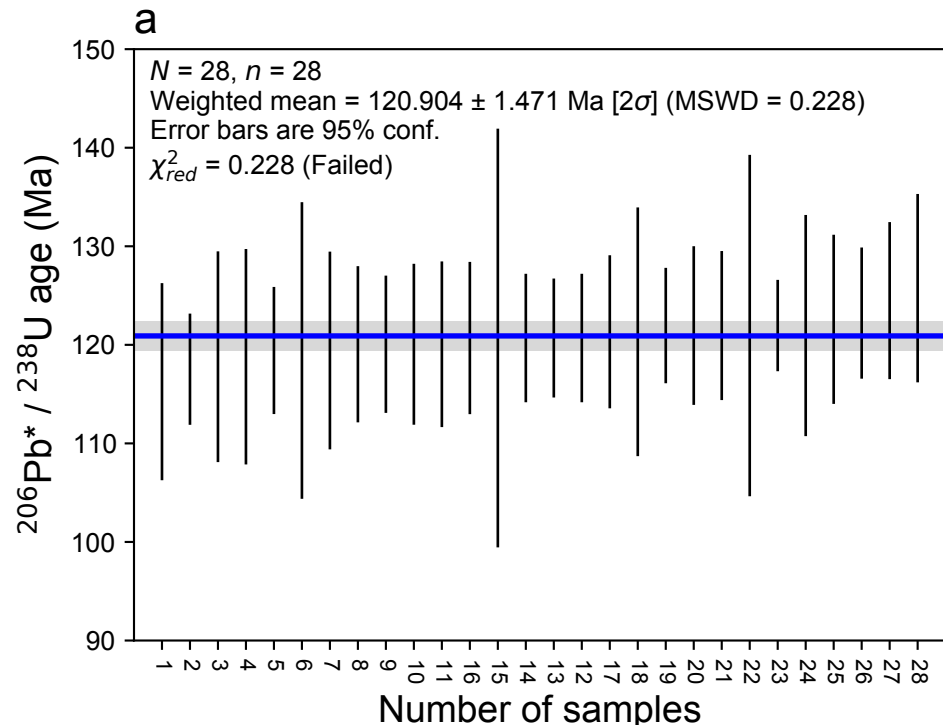 a
150
140
130
120
110
100
90
²⁰⁶Pb* / ²³⁸U age (Ma)
N = 28, n = 28
Weighted mean = 120.904 ± 1.471 Ma [2σ] (MSWD = 0.228)
Error bars are 95% conf.
χ²red = 0.228 (Failed)
1 2 3 4 5 6 7 8 9 10 11 16 15 14 13 12 17 18 19 20 21 22 23 24 25 26 27 28
Number of samples